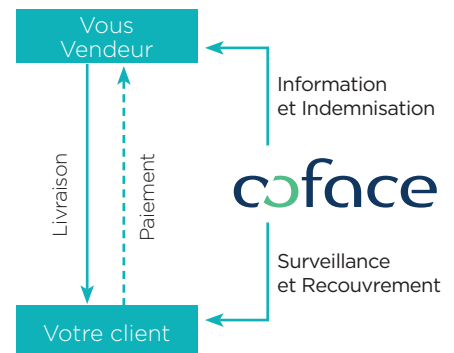 Vous
Vendeur
Information
et Indemnisation
Livraison
Paiement
coface
Surveillance
et Recouvrement
Votre client